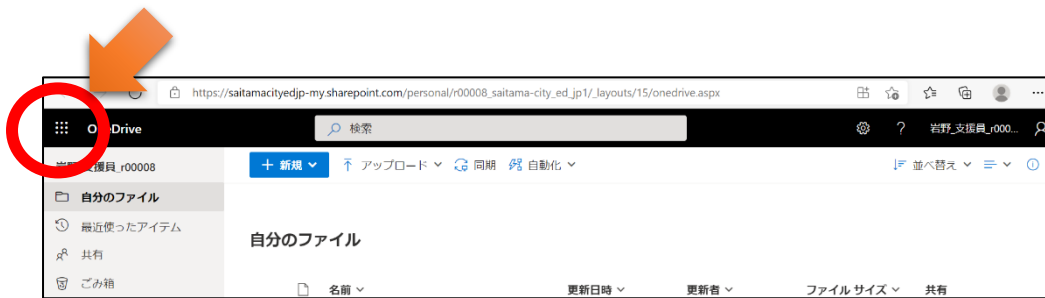 https://saitamacityedjp-my.sharepoint.com/personal/r00008_saitama-city_ed_jp1/_layouts/15/onedrive.aspx
OneDrive 検索 ? 岩野_支援員_r000...
岩野_支援員_r00008 + 新規 アップロード 同期 自動化 並べ替え
自分のファイル
最近使ったアイテム
自分のファイル
共有
ごみ箱
名前 更新日時 更新者 ファイル サイズ 共有